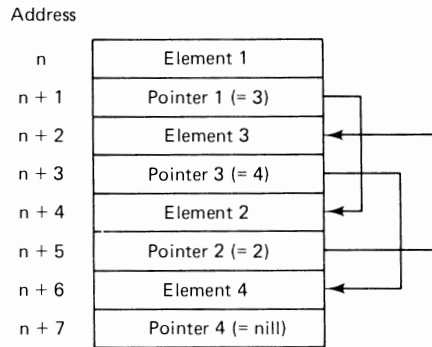 Address
n Element 1
n + 1 Pointer 1 (= 3)
n + 2 Element 3
n + 3 Pointer 3 (= 4)
n + 4 Element 2
n + 5 Pointer 2 (= 2)
n + 6 Element 4
n + 7 Pointer 4 (= nill)